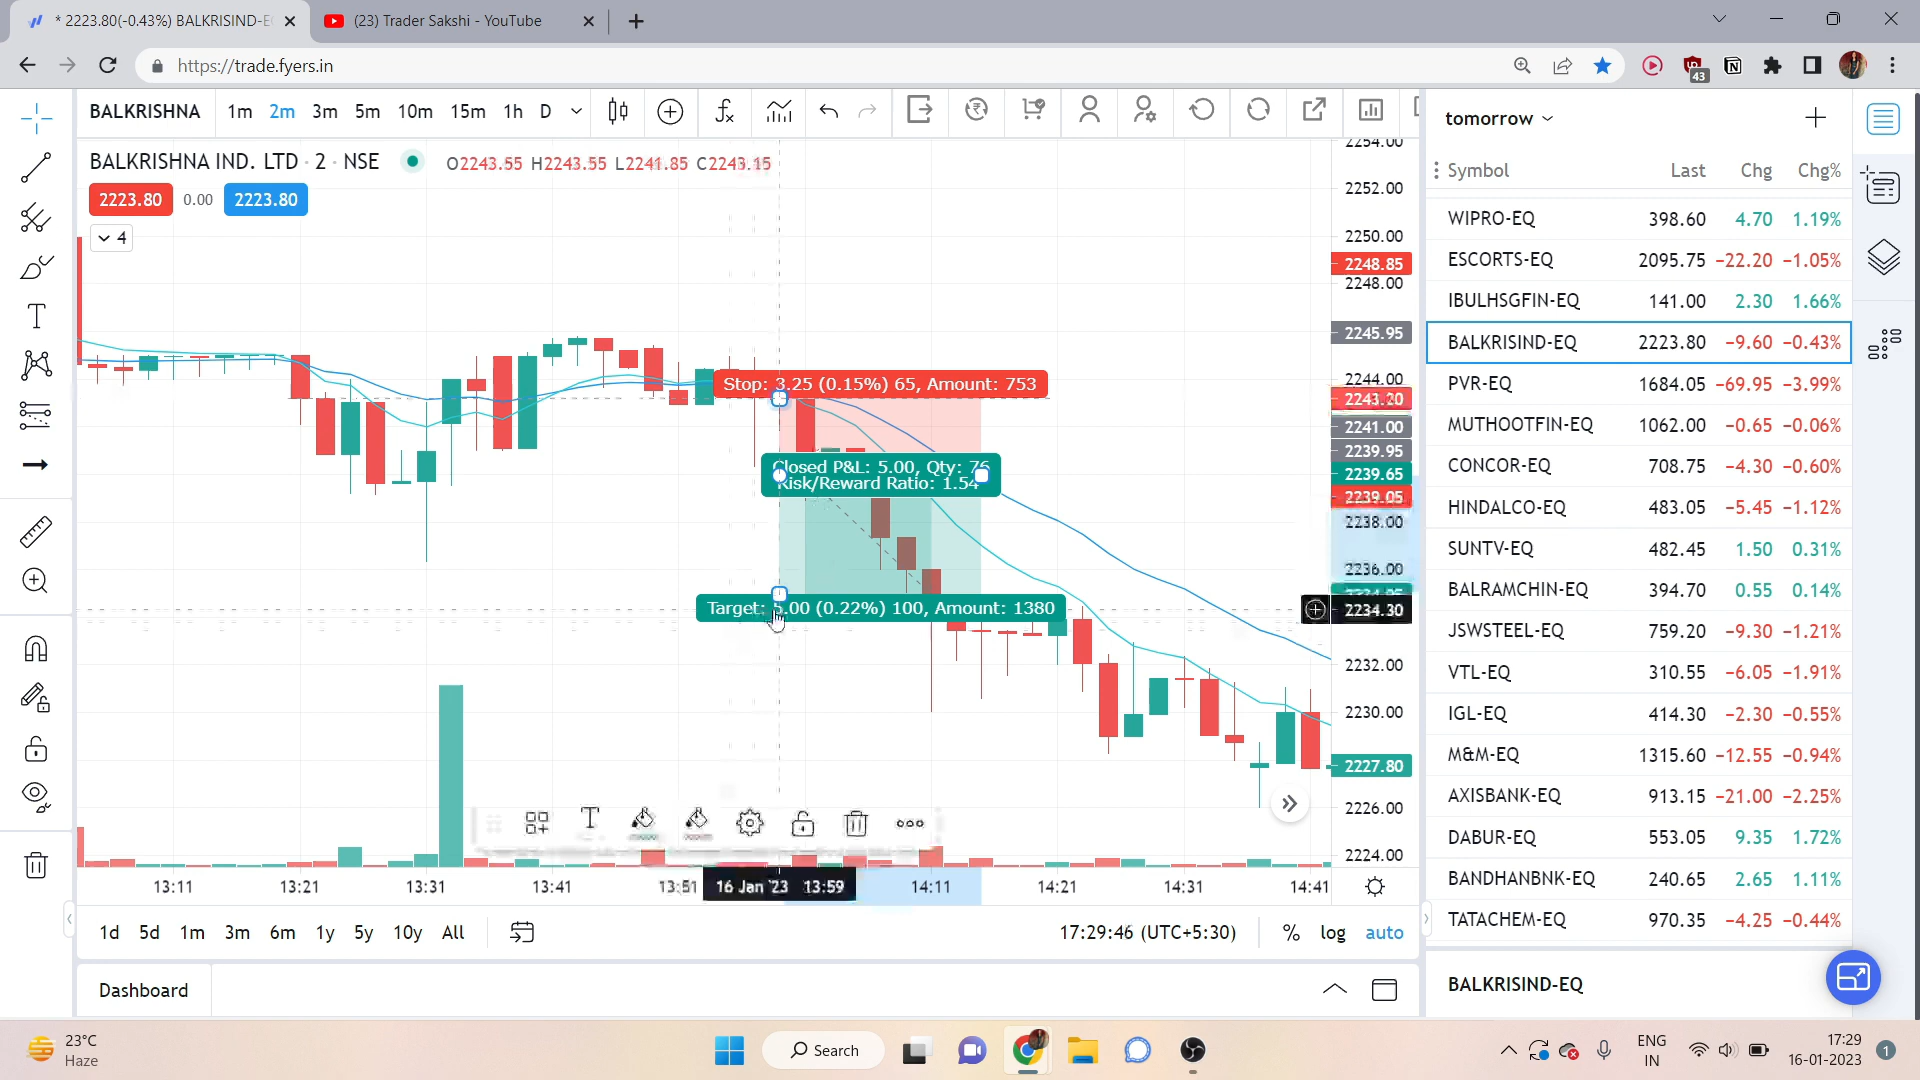 * 2223.80(-0.43%) BALKRISIND-E
(23) Trader Sakshi - YouTube
https://trade.fyers.in
43
BALKRISHNA 1m 2m 3m 5m 10m 15m 1h D
BALKRISHNA IND. LTD · 2 · NSE O2243.55 H2243.55 L2241.85 C2243.15
2223.80 0.00 2223.80
4
2254.00
2252.00
2250.00
2248.85
2248.00
2245.95
2244.00
2243.20
2241.00
2239.95
2239.65
2239.05
2238.00
2236.00
2234.30
2232.00
2230.00
2227.80
2226.00
2224.00
Stop: 3.25 (0.15%) 65, Amount: 753
Closed P&L: 5.00, Qty: 76
Risk/Reward Ratio: 1.54
Target: 5.00 (0.22%) 100, Amount: 1380
13:11 13:21 13:31 13:41 13:51 16 Jan '23 13:59 14:11 14:21 14:31 14:41
1d 5d 1m 3m 6m 1y 5y 10y All
17:29:46 (UTC+5:30) % log auto
Dashboard
tomorrow
Symbol Last Chg Chg%
WIPRO-EQ 398.60 4.70 1.19%
ESCORTS-EQ 2095.75 -22.20 -1.05%
IBULHSGFIN-EQ 141.00 2.30 1.66%
BALKRISIND-EQ 2223.80 -9.60 -0.43%
PVR-EQ 1684.05 -69.95 -3.99%
MUTHOOTFIN-EQ 1062.00 -0.65 -0.06%
CONCOR-EQ 708.75 -4.30 -0.60%
HINDALCO-EQ 483.05 -5.45 -1.12%
SUNTV-EQ 482.45 1.50 0.31%
BALRAMCHIN-EQ 394.70 0.55 0.14%
JSWSTEEL-EQ 759.20 -9.30 -1.21%
VTL-EQ 310.55 -6.05 -1.91%
IGL-EQ 414.30 -2.30 -0.55%
M&M-EQ 1315.60 -12.55 -0.94%
AXISBANK-EQ 913.15 -21.00 -2.25%
DABUR-EQ 553.05 9.35 1.72%
BANDHANBNK-EQ 240.65 2.65 1.11%
TATACHEM-EQ 970.35 -4.25 -0.44%
BALKRISIND-EQ
23°C
Haze
Search
ENG
IN
17:29
16-01-2023
1